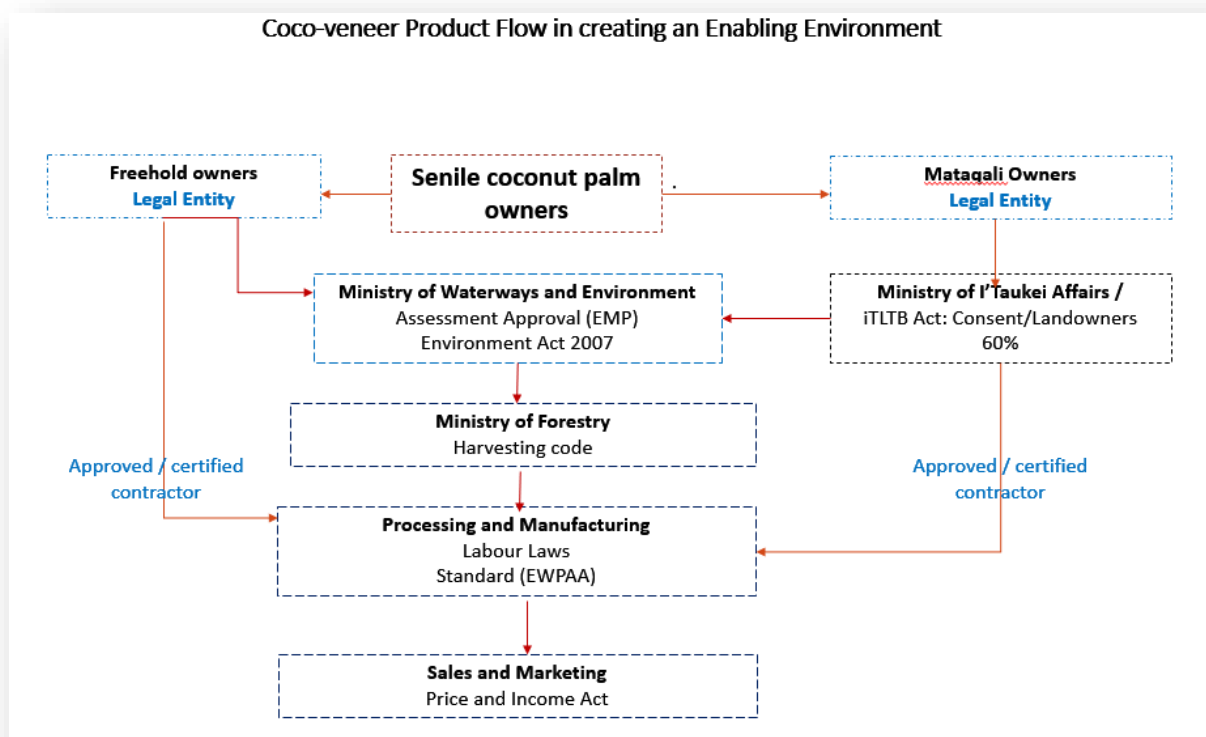 Coco-veneer Product Flow in creating an Enabling Environment
Freehold owners
Legal Entity
Senile coconut palm
owners
.
Mataqali Owners
Legal Entity
Ministry of Waterways and Environment
Assessment Approval (EMP)
Environment Act 2007
Ministry of I'Taukei Affairs /
iTLTB Act: Consent/Landowners
60%
Ministry of Forestry
Harvesting code
Approved / certified
contractor
Approved / certified
contractor
Processing and Manufacturing
Labour Laws
Standard (EWPAA)
Sales and Marketing
Price and Income Act